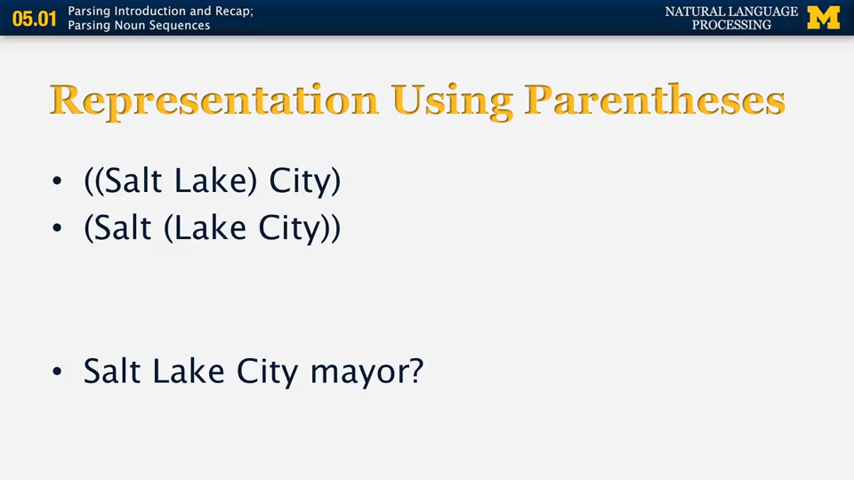 05.01
Parsing Introduction and Recap;
Parsing Noun Sequences
NATURAL LANGUAGE
PROCESSING
M
Representation Using Parentheses
• ((Salt Lake) City)
• (Salt (Lake City))
• Salt Lake City mayor?